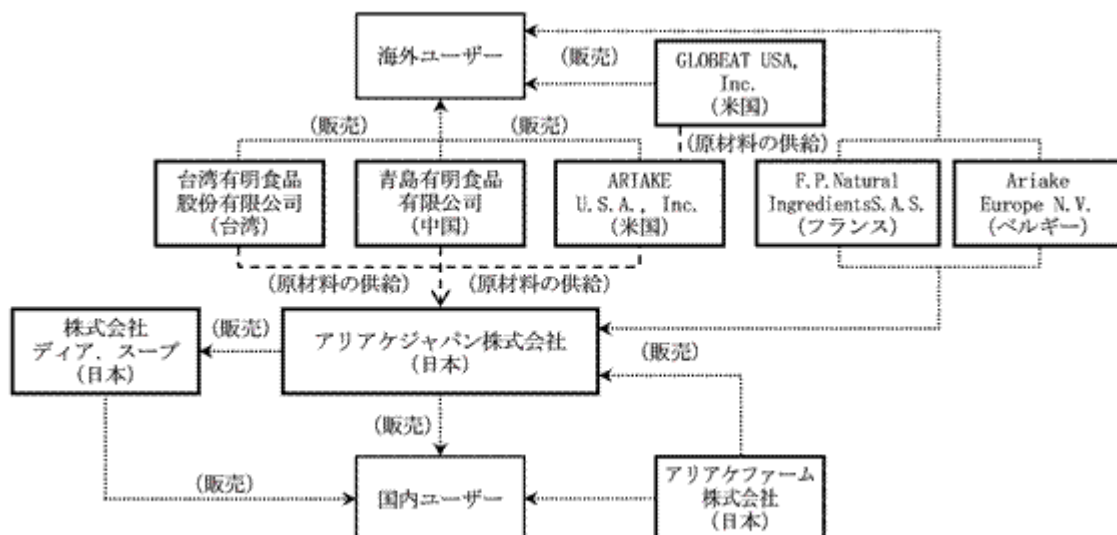 海外ユーザー
(販売)
GLOBEAT USA,
Inc.
(米国)
(販売)
(販売)
(原材料の供給)
台湾有明食品
股份有限公司
(台湾)
青島有明食品
有限公司
(中国)
ARIAKE
U.S.A., Inc.
(米国)
F.P.Natural
IngredientsS.A.S.
(フランス)
Ariake
Europe N.V.
(ベルギー)
(原材料の供給)
(原材料の供給)
株式会社
ディア．スープ
(日本)
(販売)
アリアケジャパン株式会社
(日本)
(販売)
(販売)
(販売)
国内ユーザー
アリアケファーム
株式会社
(日本)